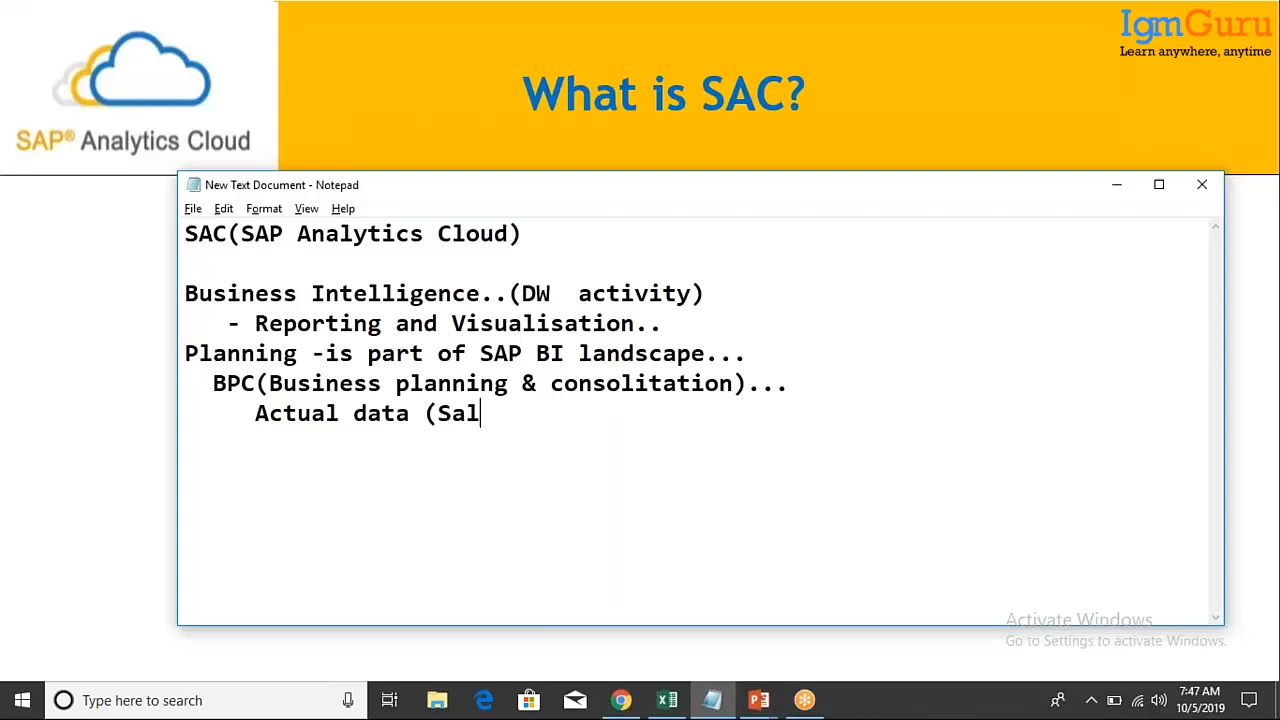 IgmGuru
Learn anywhere, anytime
What is SAC?
SAP® Analytics Cloud
New Text Document - Notepad
File Edit Format View Help
SAC(SAP Analytics Cloud)
Business Intelligence..(DW  activity)
- Reporting and Visualisation..
Planning -is part of SAP BI landscape...
BPC(Business planning & consolitation)...
Actual data (Sal
Activate Windows
Go to Settings to activate Windows.
Type here to search
7:47 AM
10/5/2019